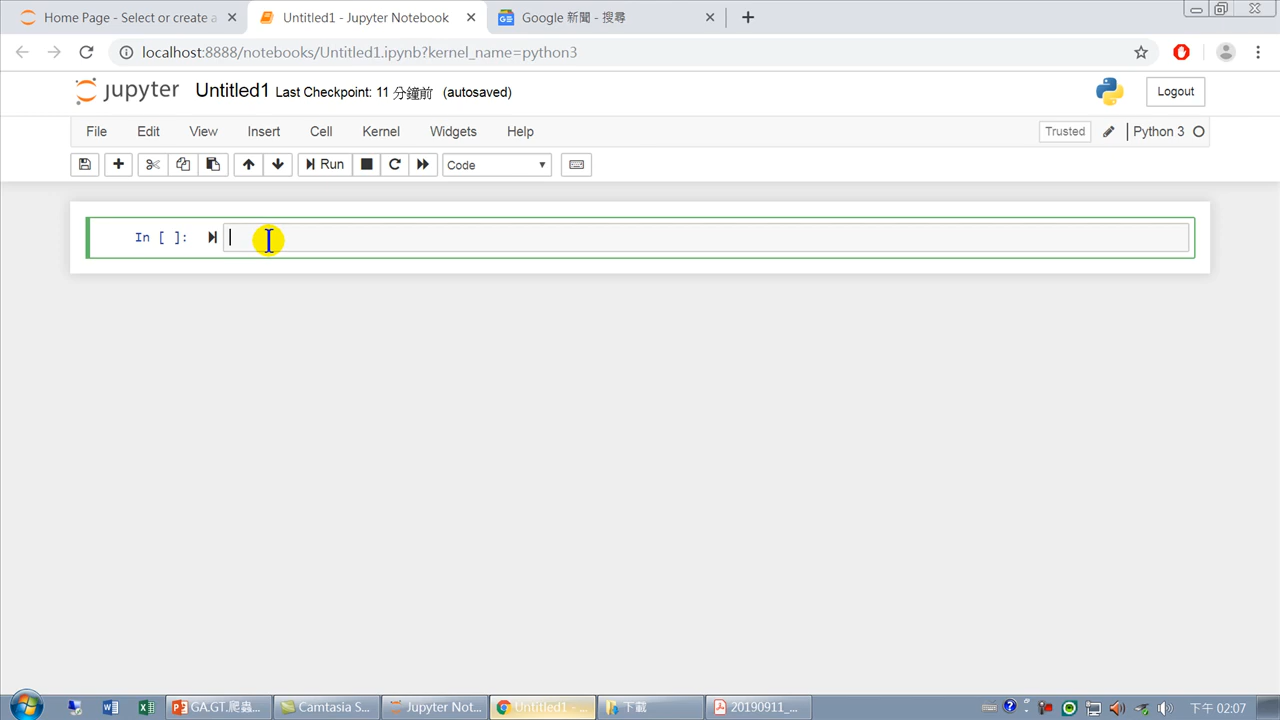 Home Page - Select or create a
Untitled1 - Jupyter Notebook
Google 新聞 - 搜尋
localhost:8888/notebooks/Untitled1.ipynb?kernel_name=python3
jupyter Untitled1 Last Checkpoint: 11 分鐘前 (autosaved)
Logout
File Edit View Insert Cell Kernel Widgets Help
Trusted
Python 3
Run
Code
In [ ]:
GA.GT.爬蟲...
Camtasia S...
Jupyter Not...
Untitled1 - ...
下載
20190911_...
下午 02:07